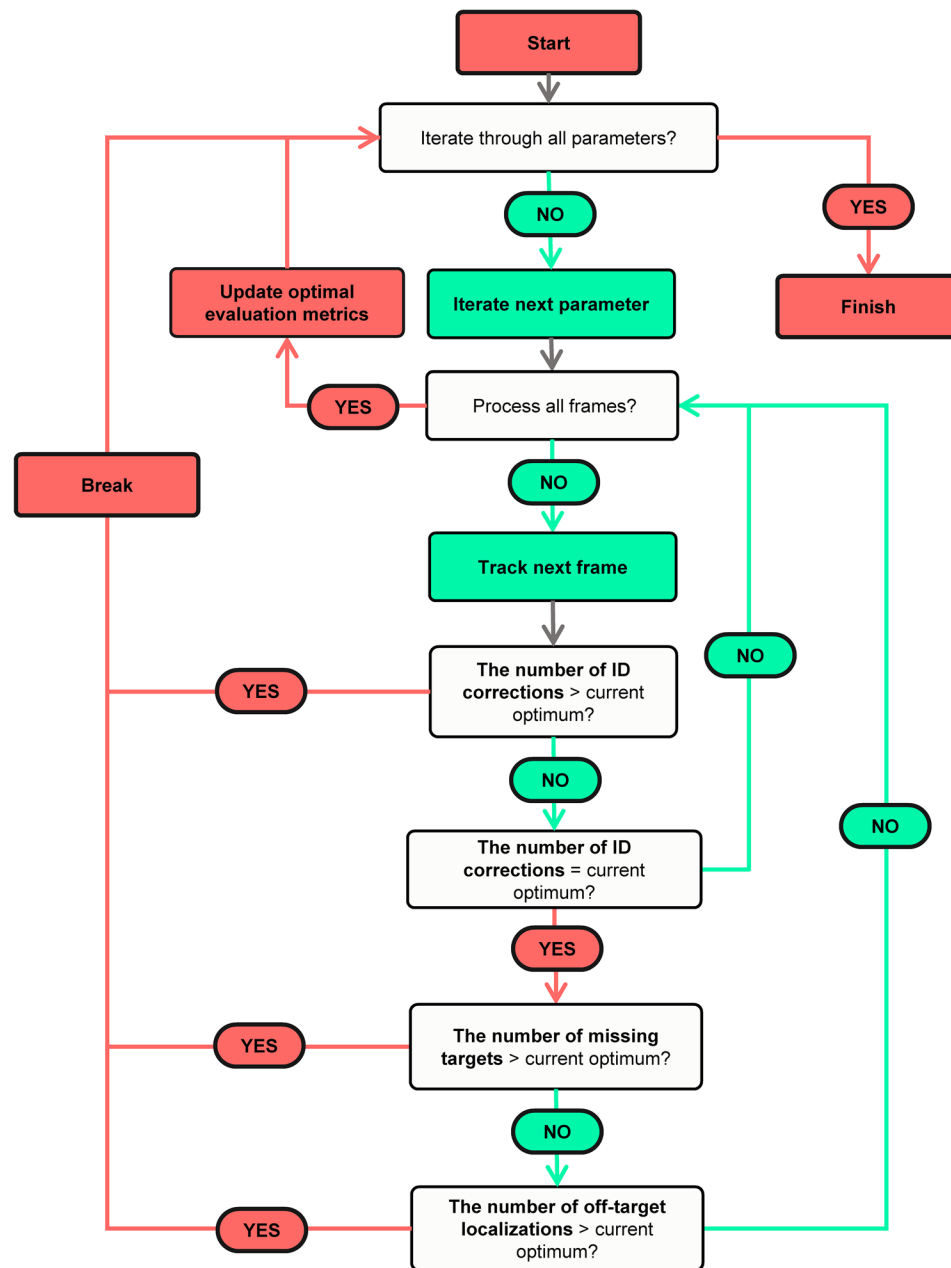 Start
Iterate through all parameters?
NO
YES
Update optimal
evaluation metrics
Iterate next parameter
Finish
YES
Process all frames?
Break
NO
Track next frame
NO
The number of ID
corrections > current
optimum?
YES
NO
NO
The number of ID
corrections = current
optimum?
YES
YES
The number of missing
targets > current optimum?
NO
YES
The number of off-target
localizations > current
optimum?